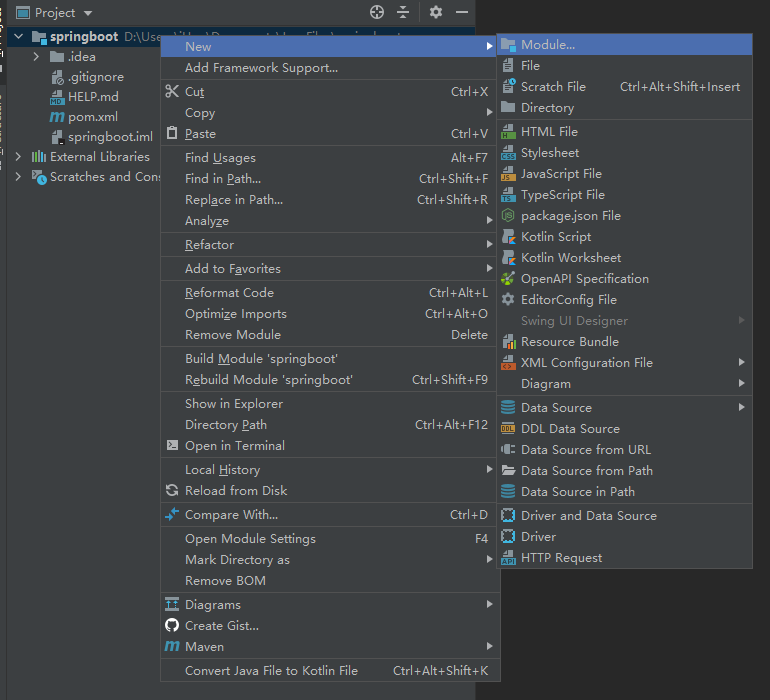 Project
springboot D:\Use
.idea
.gitignore
HELP.md
pom.xml
springboot.iml
External Libraries
Scratches and Con
New
Add Framework Support...
Cut Ctrl+X
Copy
Paste Ctrl+V
Find Usages Alt+F7
Find in Path... Ctrl+Shift+F
Replace in Path... Ctrl+Shift+R
Analyze
Refactor
Add to Favorites
Reformat Code Ctrl+Alt+L
Optimize Imports Ctrl+Alt+O
Remove Module Delete
Build Module 'springboot'
Rebuild Module 'springboot' Ctrl+Shift+F9
Show in Explorer
Directory Path Ctrl+Alt+F12
Open in Terminal
Local History
Reload from Disk
Compare With... Ctrl+D
Open Module Settings F4
Mark Directory as
Remove BOM
Diagrams
Create Gist...
Maven
Convert Java File to Kotlin File Ctrl+Alt+Shift+K
Module...
File
Scratch File Ctrl+Alt+Shift+Insert
Directory
HTML File
Stylesheet
JavaScript File
TypeScript File
package.json File
Kotlin Script
Kotlin Worksheet
OpenAPI Specification
EditorConfig File
Swing UI Designer
Resource Bundle
XML Configuration File
Diagram
Data Source
DDL Data Source
Data Source from URL
Data Source from Path
Data Source in Path
Driver and Data Source
Driver
HTTP Request